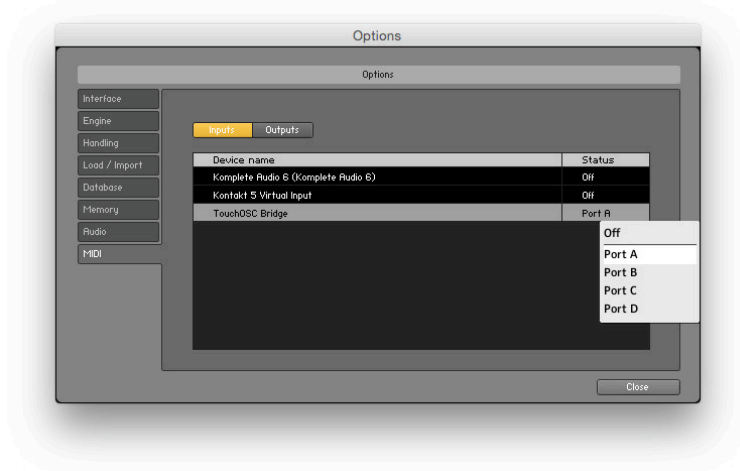 Options
Options
Interface
Engine
Handling
Load / Import
Database
Memory
Audio
MIDI
Inputs Outputs
Device name Status
Komplete Audio 6 (Komplete Audio 6) Off
Kontakt 5 Virtual Input Off
TouchOSC Bridge Port A
Off
Port A
Port B
Port C
Port D
Close